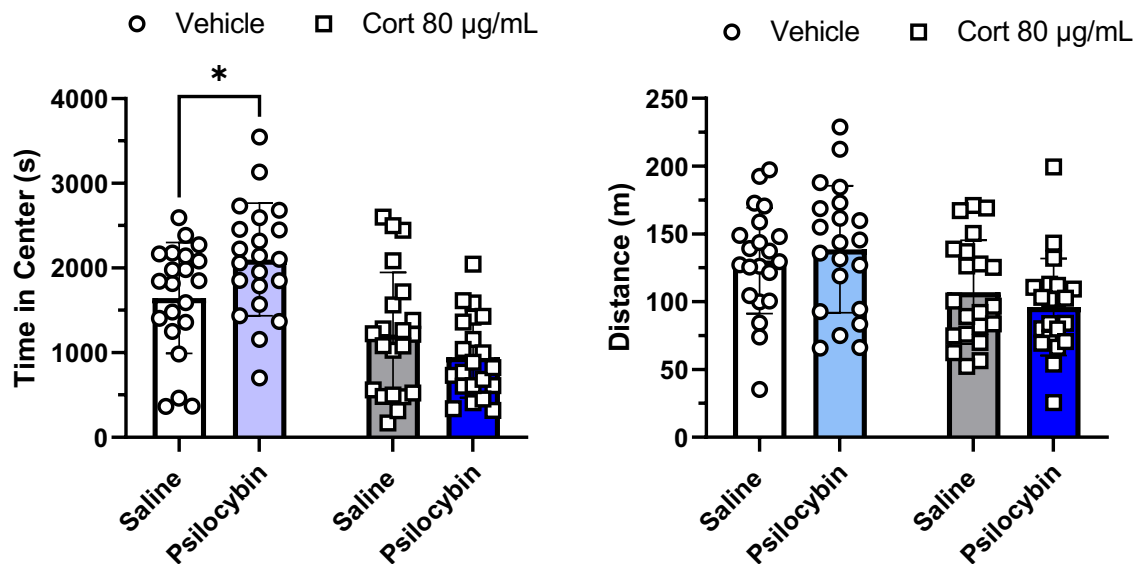 Vehicle Cort 80 µg/mL
*
Time in Center (s)
4000
3000
2000
1000
0
Saline
Psilocybin
Saline
Psilocybin
Vehicle Cort 80 µg/mL
Distance (m)
250
200
150
100
50
0
Saline
Psilocybin
Saline
Psilocybin